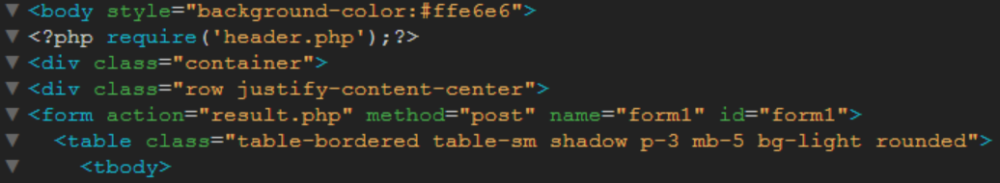 <body style="background-color:#ffe6e6">
<?php require('header.php');?>
<div class="container">
<div class="row justify-content-center">
<form action="result.php" method="post" name="form1" id="form1">
<table class="table-bordered table-sm shadow p-3 mb-5 bg-light rounded">
<tbody>